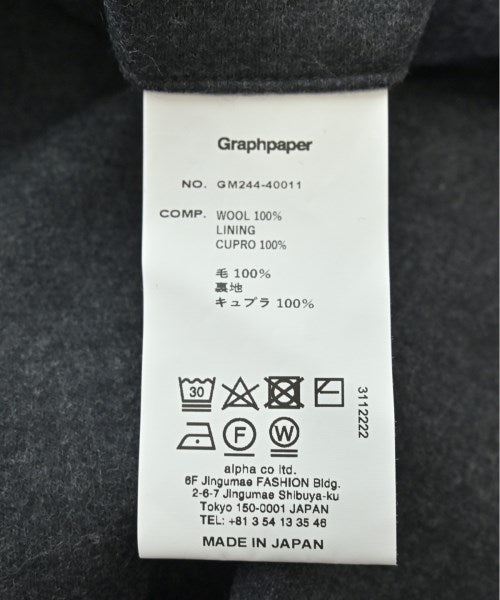 Graphpaper
NO. GM244-40011
COMP. WOOL 100%
LINING
CUPRO 100%
毛 100%
裏地
キュプラ 100%
30
F W
3112222
alpha co ltd.
6F Jingumae FASHION Bldg.
2-6-7 Jingumae Shibuya-ku
Tokyo 150-0001 JAPAN
TEL: +81 3 54 13 35 46
MADE IN JAPAN